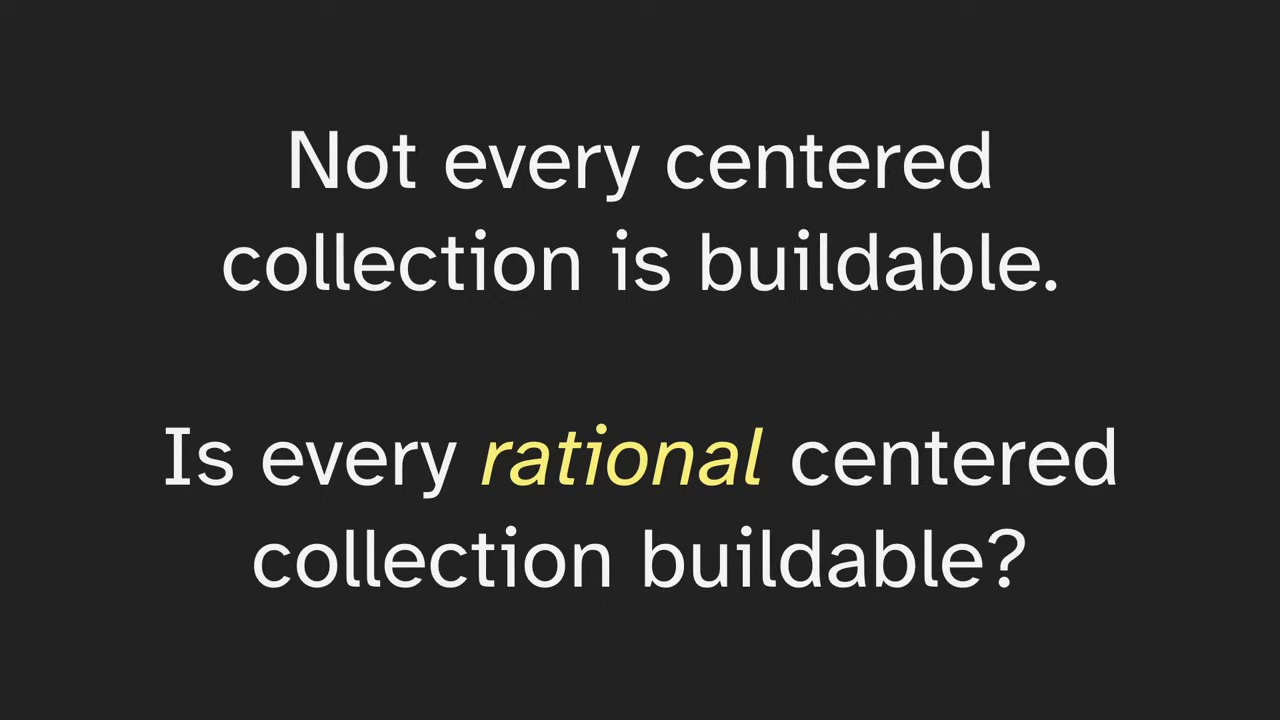 Not every centered
collection is buildable.
Is every rational centered
collection buildable?